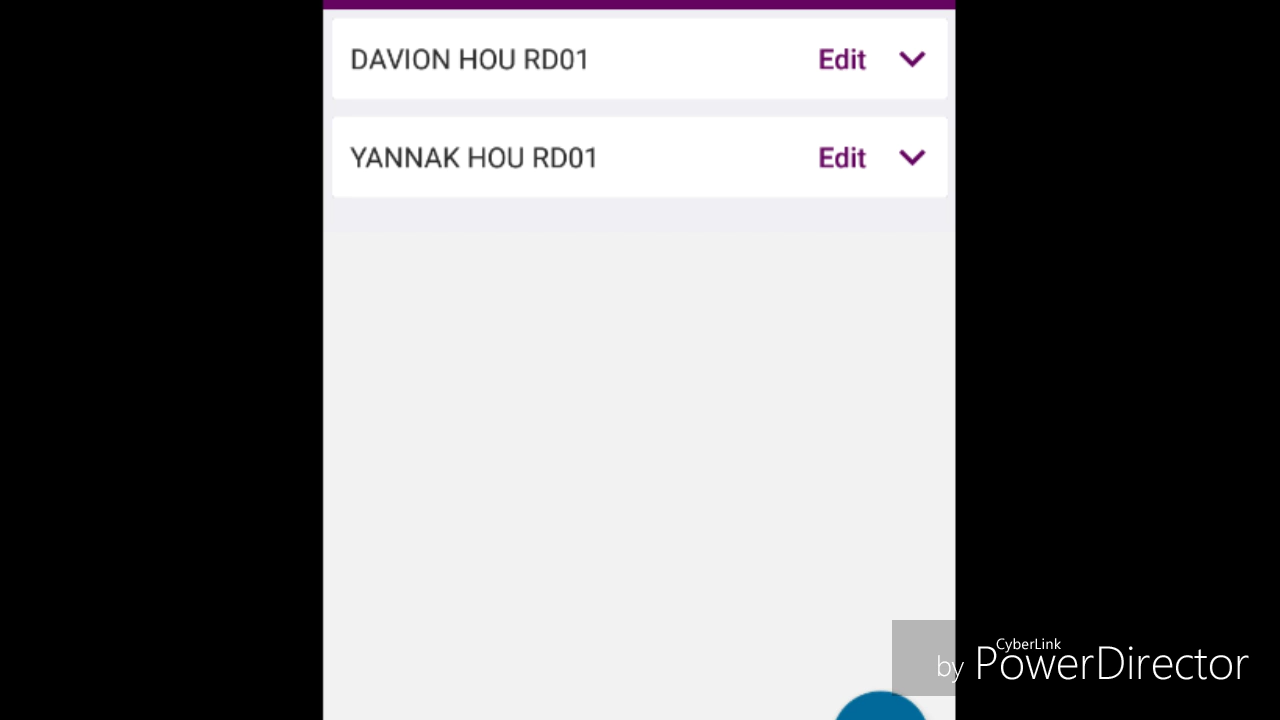 DAVION HOU RD01 Edit
YANNAK HOU RD01 Edit
CyberLink
by PowerDirector